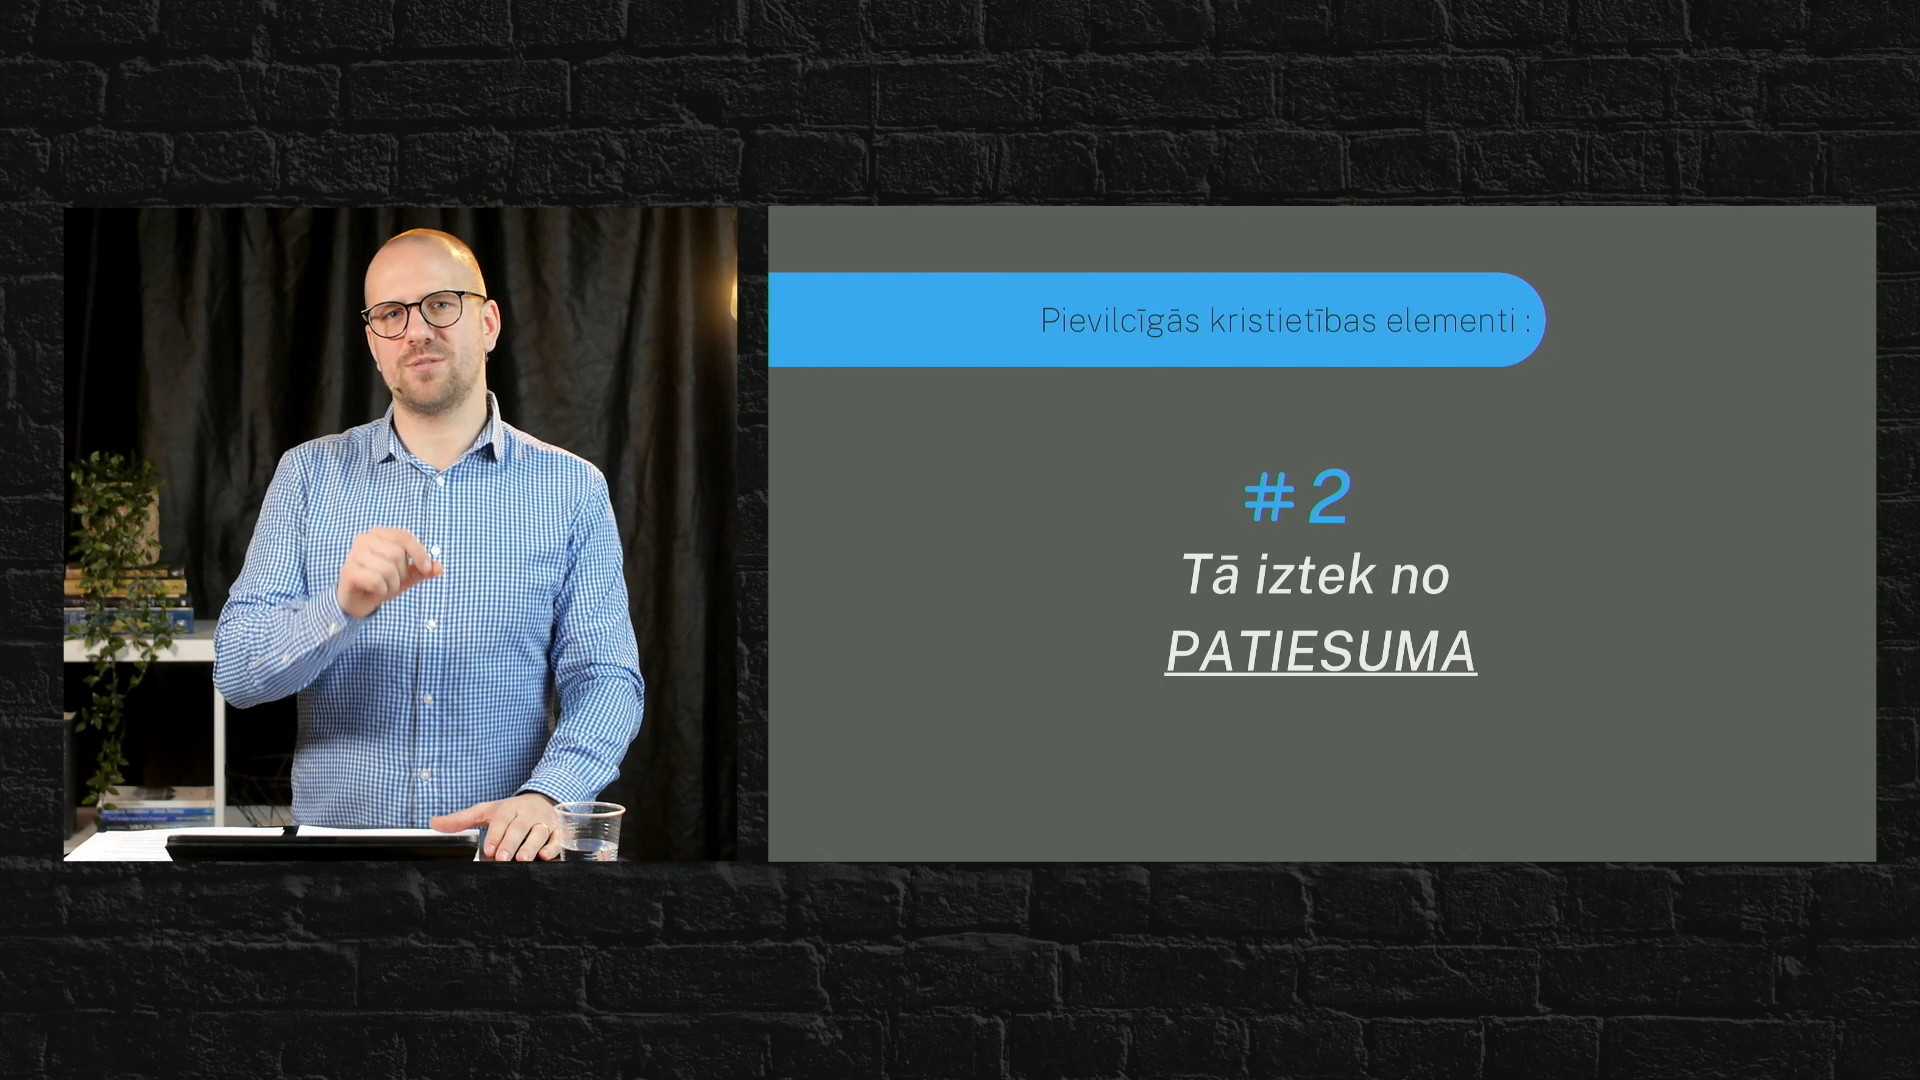 Pievilcīgās kristietības elementi :
#2
Tā iztek no
PATIESUMA